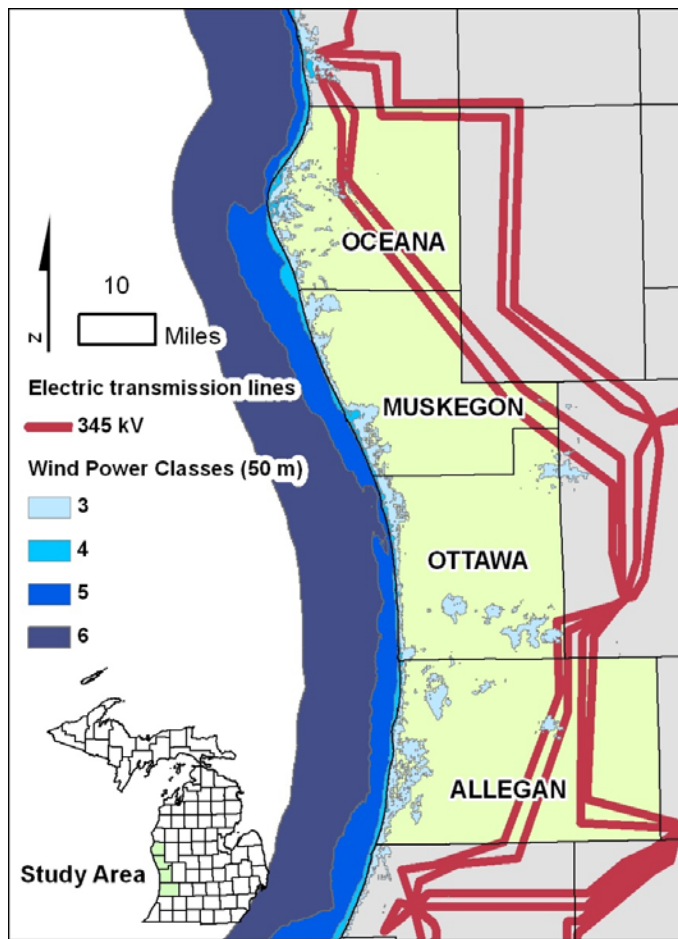 OCEANA
10
Miles
N
Electric transmission lines
345 kV
MUSKEGON
Wind Power Classes (50 m)
3
4
5
6
OTTAWA
ALLEGAN
Study Area